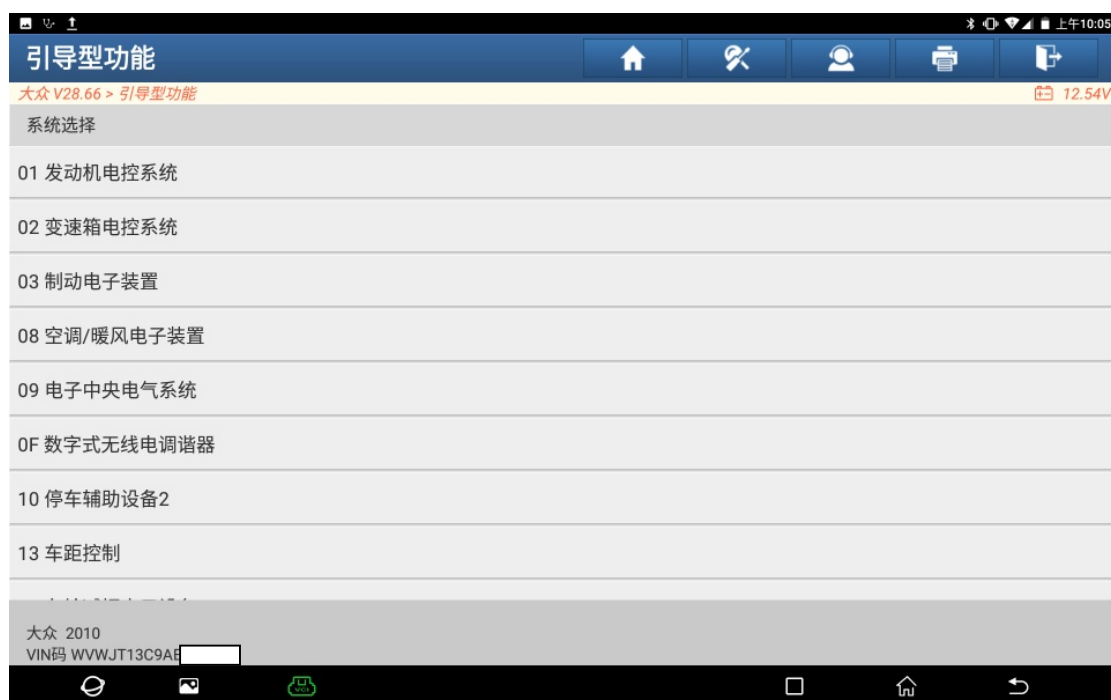 上午10:05
引导型功能
大众 V28.66 > 引导型功能
12.54V
系统选择
01 发动机电控系统
02 变速箱电控系统
03 制动电子装置
08 空调/暖风电子装置
09 电子中央电气系统
0F 数字式无线电调谐器
10 停车辅助设备2
13 车距控制
大众 2010
VIN码 WVWJT13C9AE
VCI